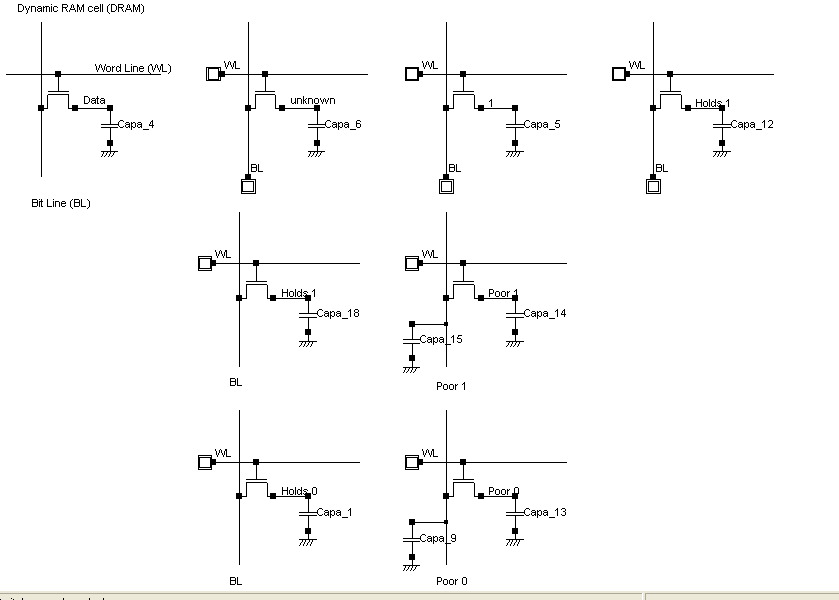 Dynamic RAM cell (DRAM)
Word Line (WL)
Data
Capa_4
Bit Line (BL)
WL
unknown
Capa_6
BL
WL
1
Capa_5
BL
WL
Holds 1
Capa_12
BL
WL
Holds 1
Capa_18
BL
WL
Poor 1
Capa_14
Capa_15
Poor 1
WL
Holds 0
Capa_1
BL
WL
Poor 0
Capa_13
Capa_9
Poor 0